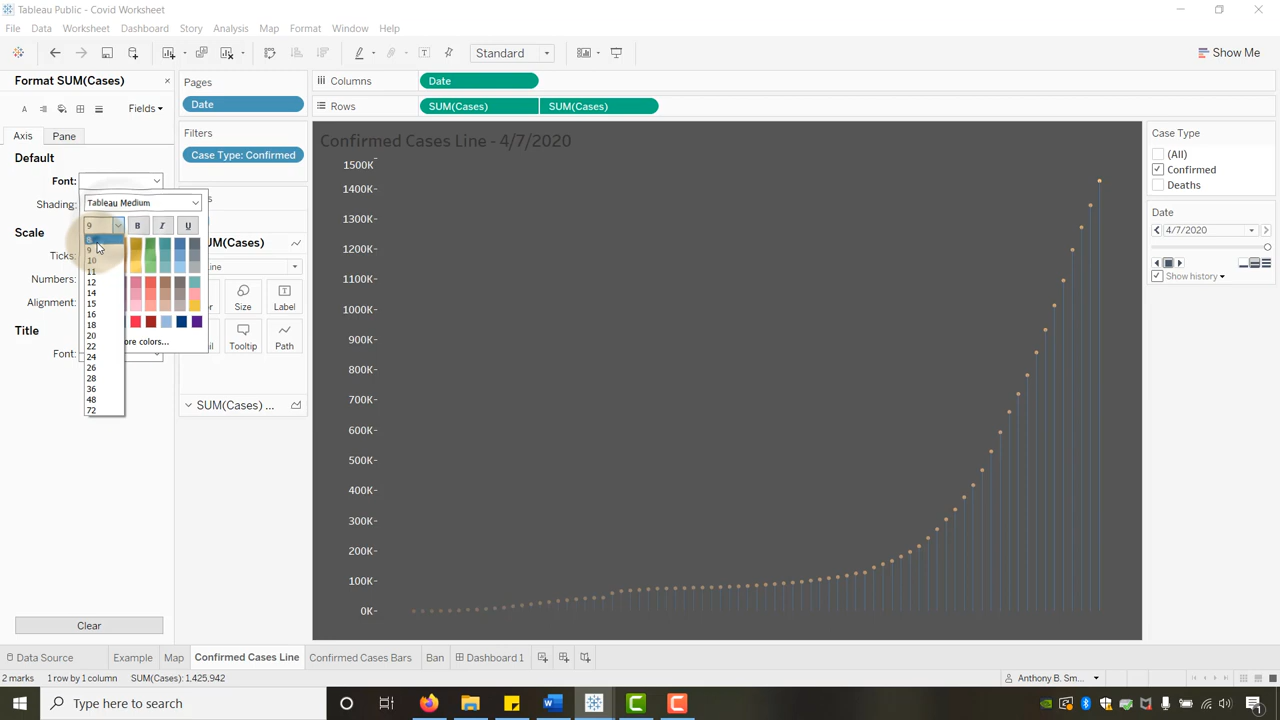 Tableau Public - Covid Worksheet
File Data Worksheet Dashboard Story Analysis Map Format Window Help
Standard
Show Me
Format SUM(Cases)
Fields
Axis Pane
Default
Font:
Shading:
Scale
Ticks:
Numbers:
Alignment:
Title
Font:
Clear
Tableau Medium
9 B I U
8
9
10
11
12
14
15
16
18
20
22
24
26
28
36
48
72
ore colors...
Pages
Date
Filters
Case Type: Confirmed
UM(Cases)
Line
Size
Label
Tooltip
Path
SUM(Cases) ...
Columns Date
Rows SUM(Cases) SUM(Cases)
Confirmed Cases Line - 4/7/2020
1500K
1400K
1300K
1200K
1100K
1000K
900K
800K
700K
600K
500K
400K
300K
200K
100K
0K
Case Type
(All)
Confirmed
Deaths
Date
4/7/2020
Show history
Data Source Example Map Confirmed Cases Line Confirmed Cases Bars Ban Dashboard 1
2 marks 1 row by 1 column SUM(Cases): 1,425,942
Anthony B. Sm...
Type here to search